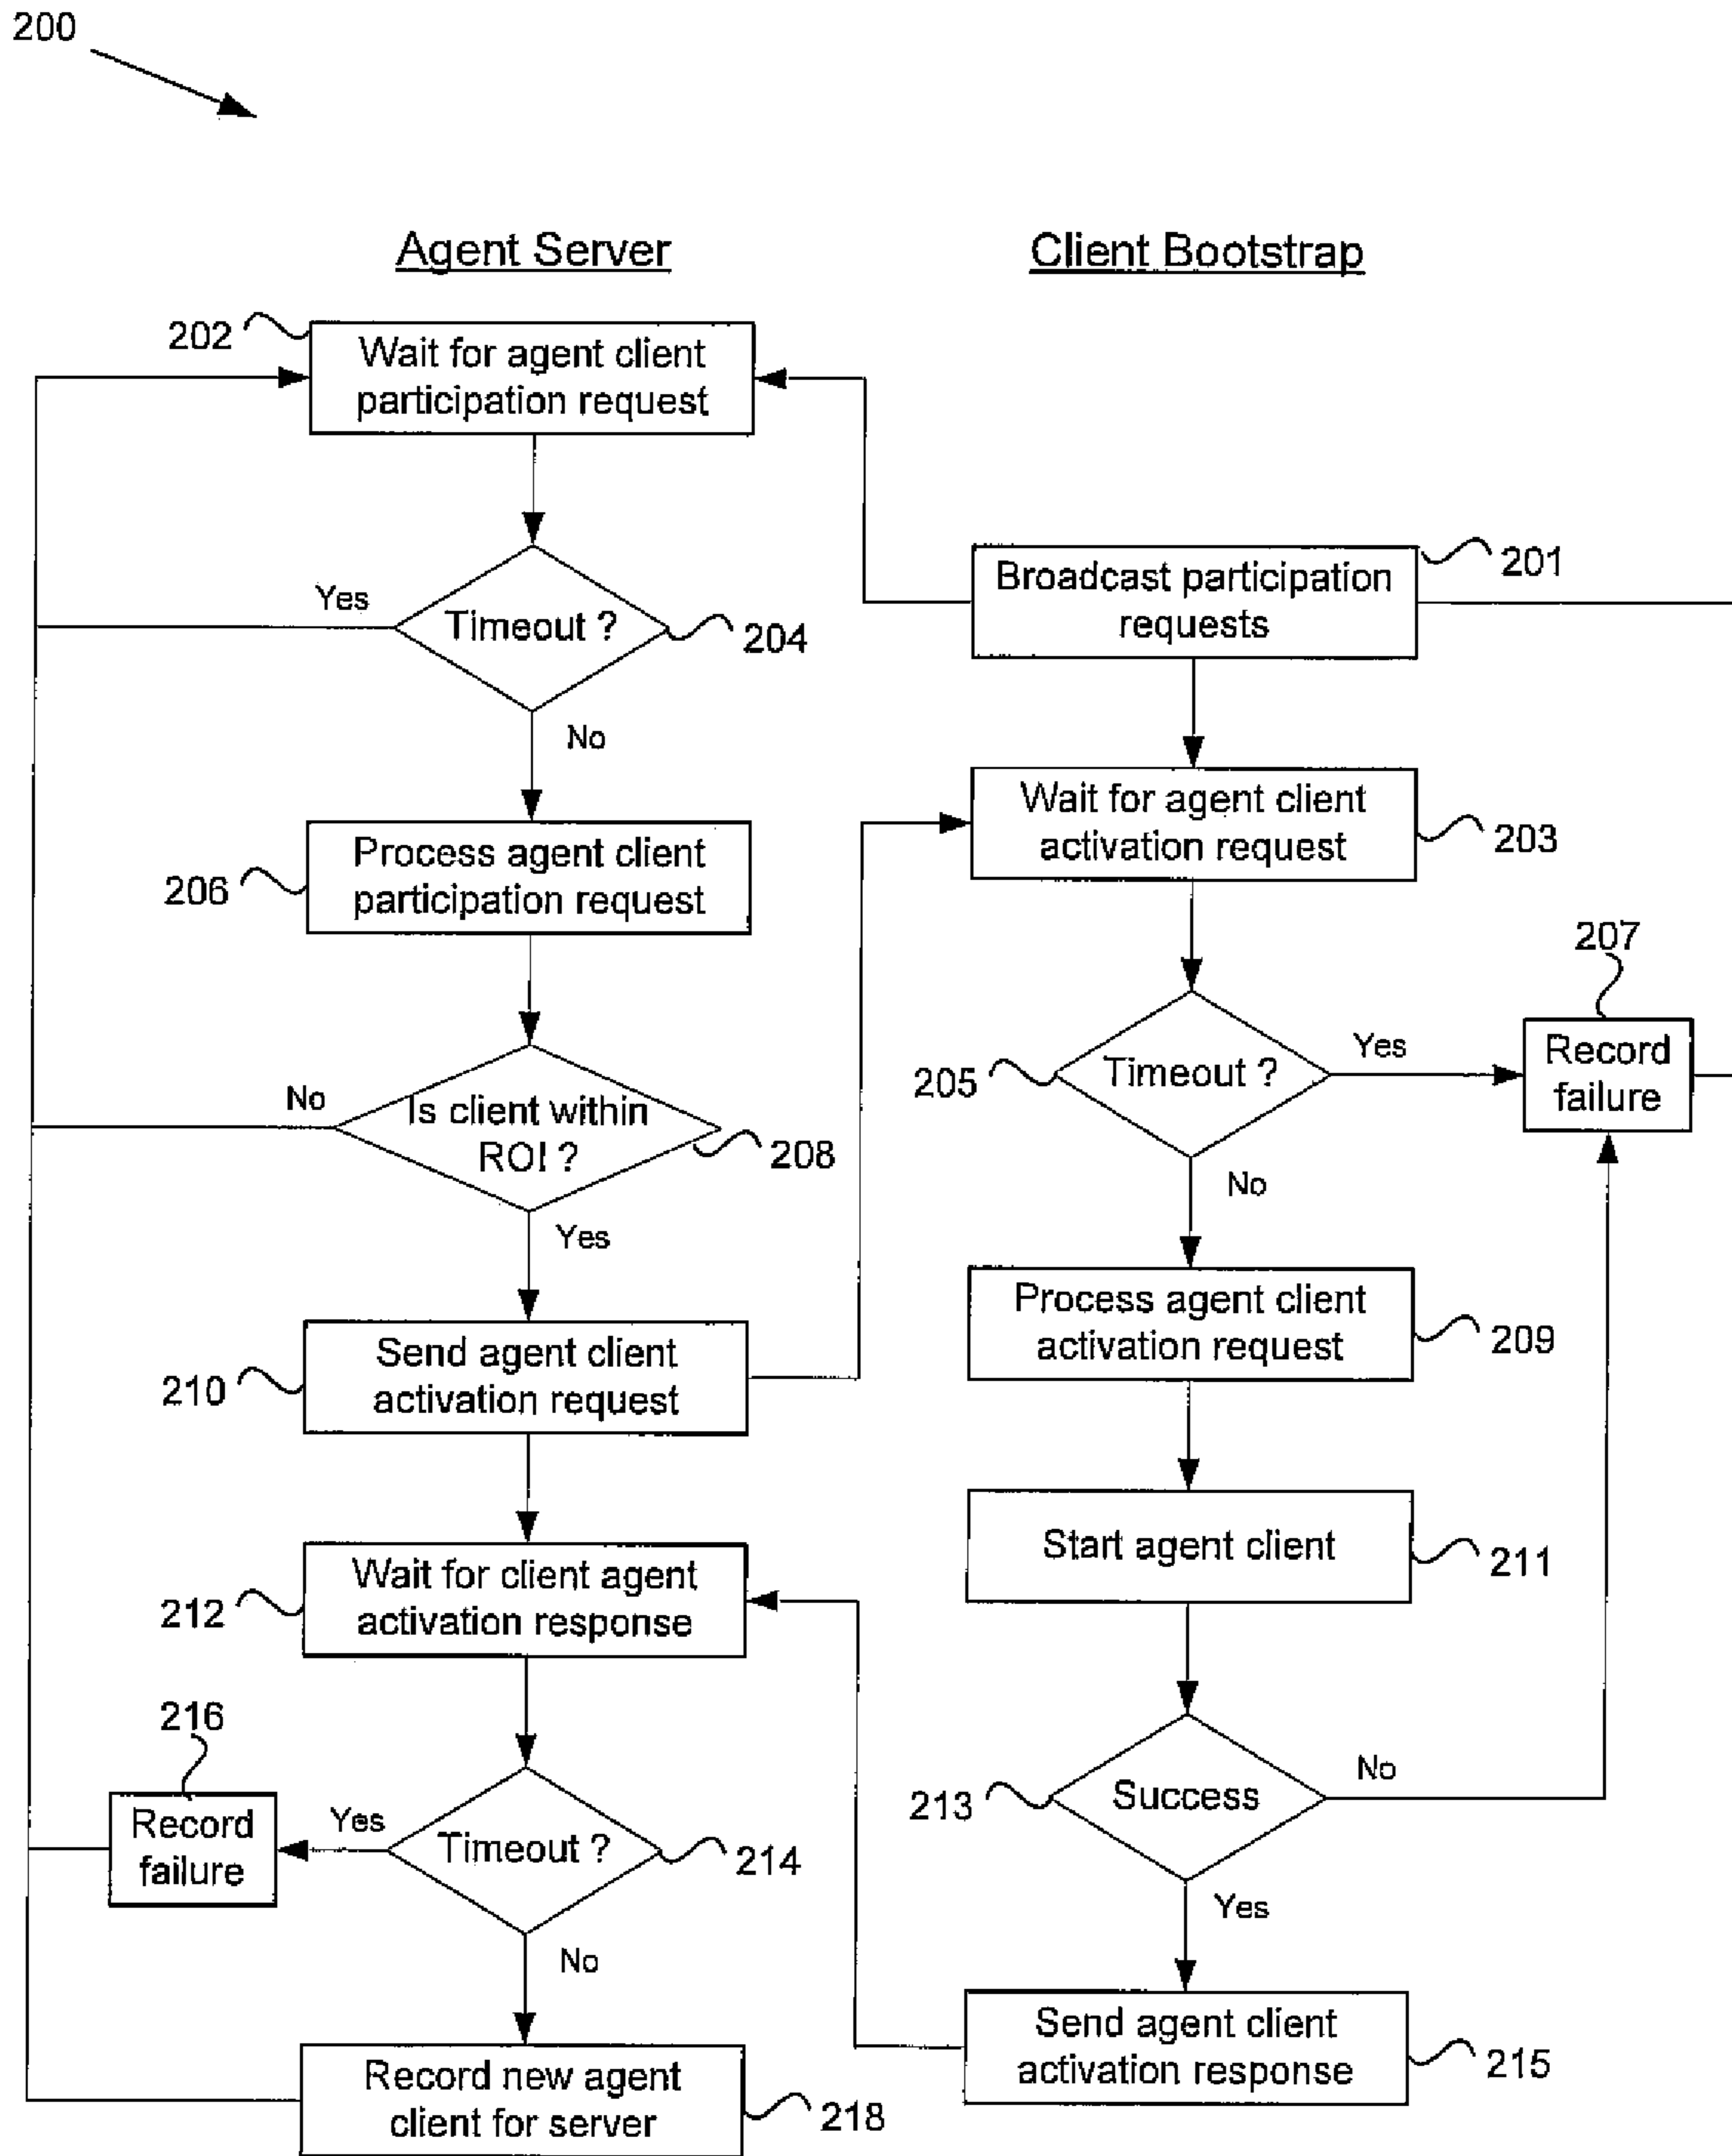 200
Agent Server
Client Bootstrap
202
Wait for agent client
participation request
201
Broadcast participation
requests
Yes
Timeout ?
204
No
Wait for agent client
activation request
203
Process agent client
participation request
206
207
Record
failure
Yes
Timeout ?
205
No
No
Is client within
ROI ?
208
Yes
Process agent client
activation request
209
Send agent client
activation request
210
Start agent client
211
Wait for client agent
activation response
212
216
Record
failure
Yes
Timeout ?
214
No
213
Success
No
Yes
Send agent client
activation response
215
Record new agent
client for server
218